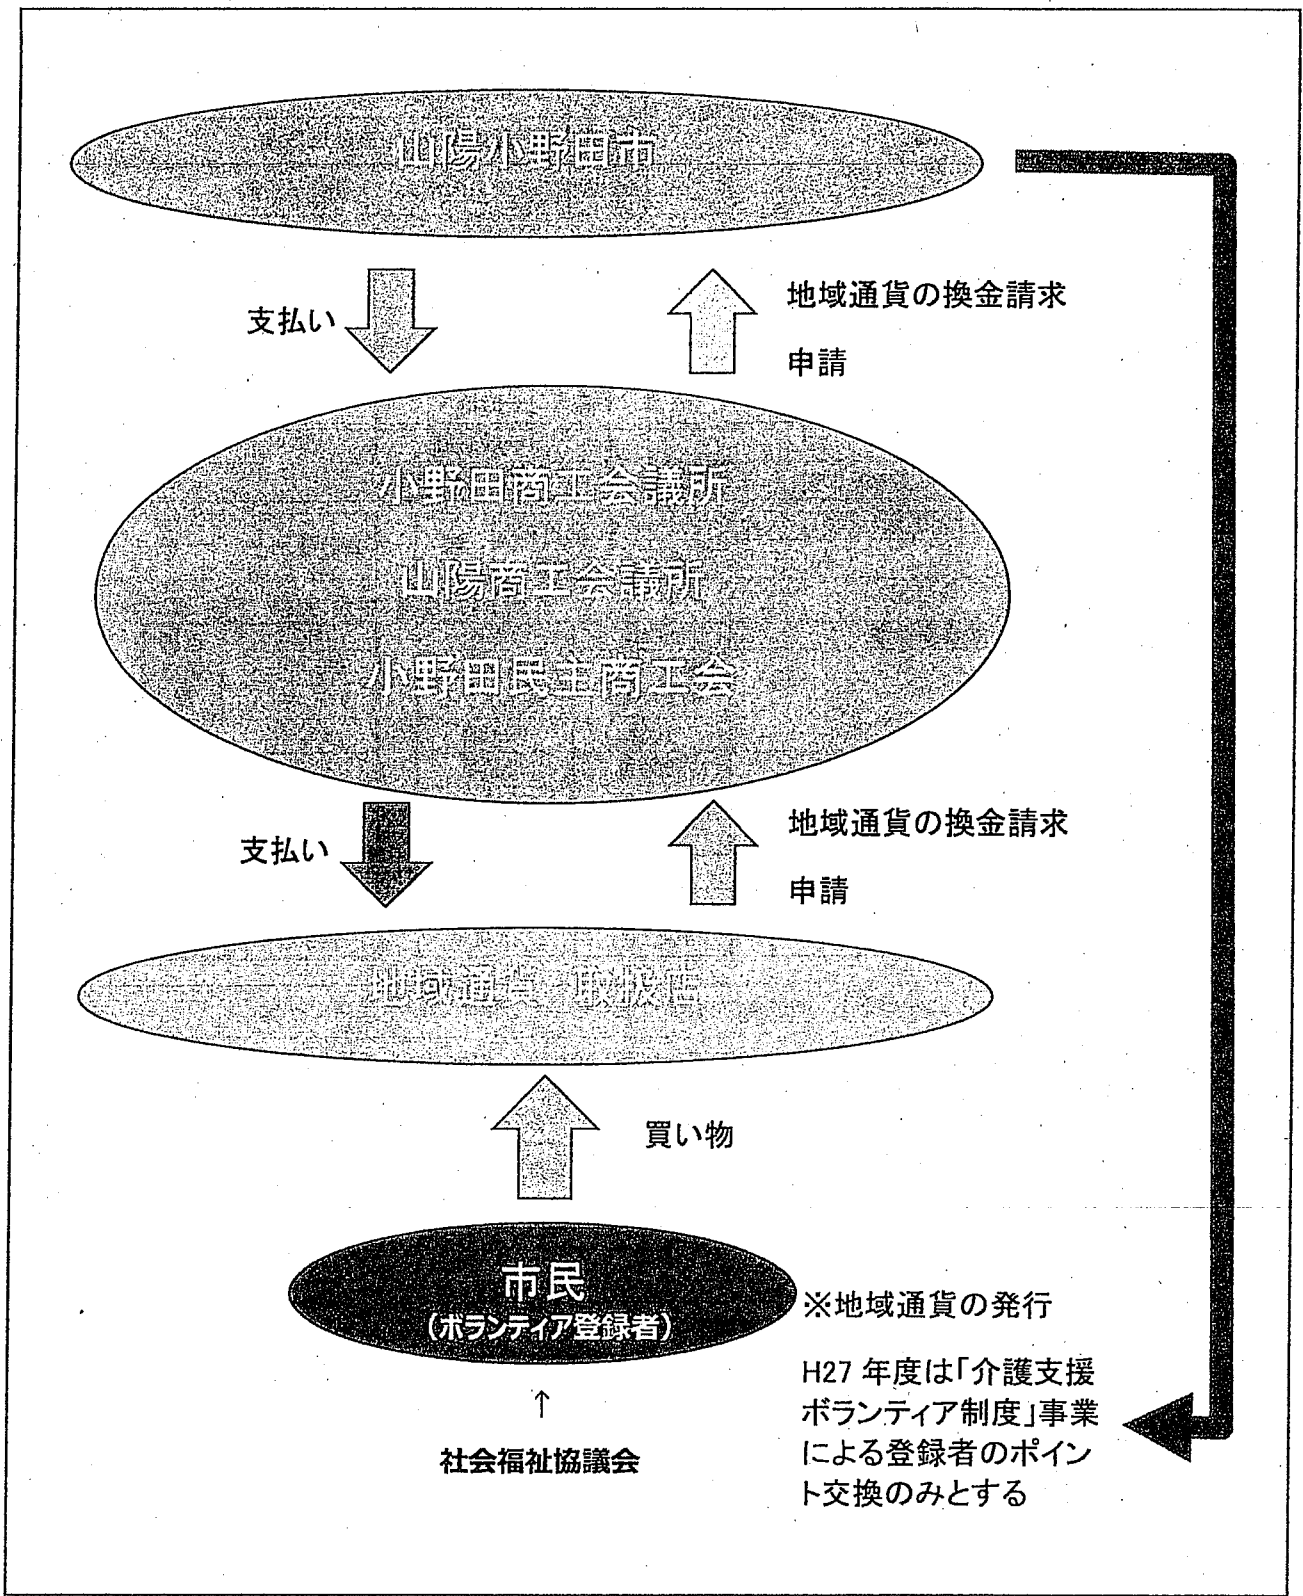 山陽小野田市
支払い
地域通貨の換金請求
申請
小野田商工会議所
山陽商工会議所
小野田民主商工会
支払い
地域通貨の換金請求
申請
地域通貨 取扱店
買い物
市民
(ボランティア登録者)
※地域通貨の発行
H27 年度は「介護支援
ボランティア制度」事業
による登録者のポイン
ト交換のみとする
↑
社会福祉協議会